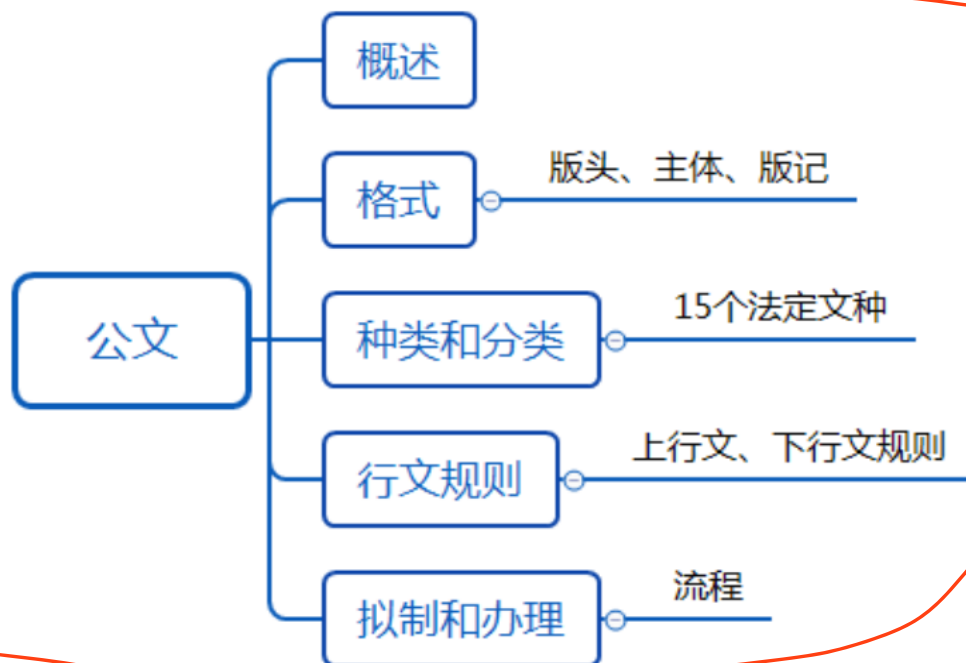 概述
格式
版头、主体、版记
公文
种类和分类
15个法定文种
行文规则
上行文、下行文规则
拟制和办理
流程